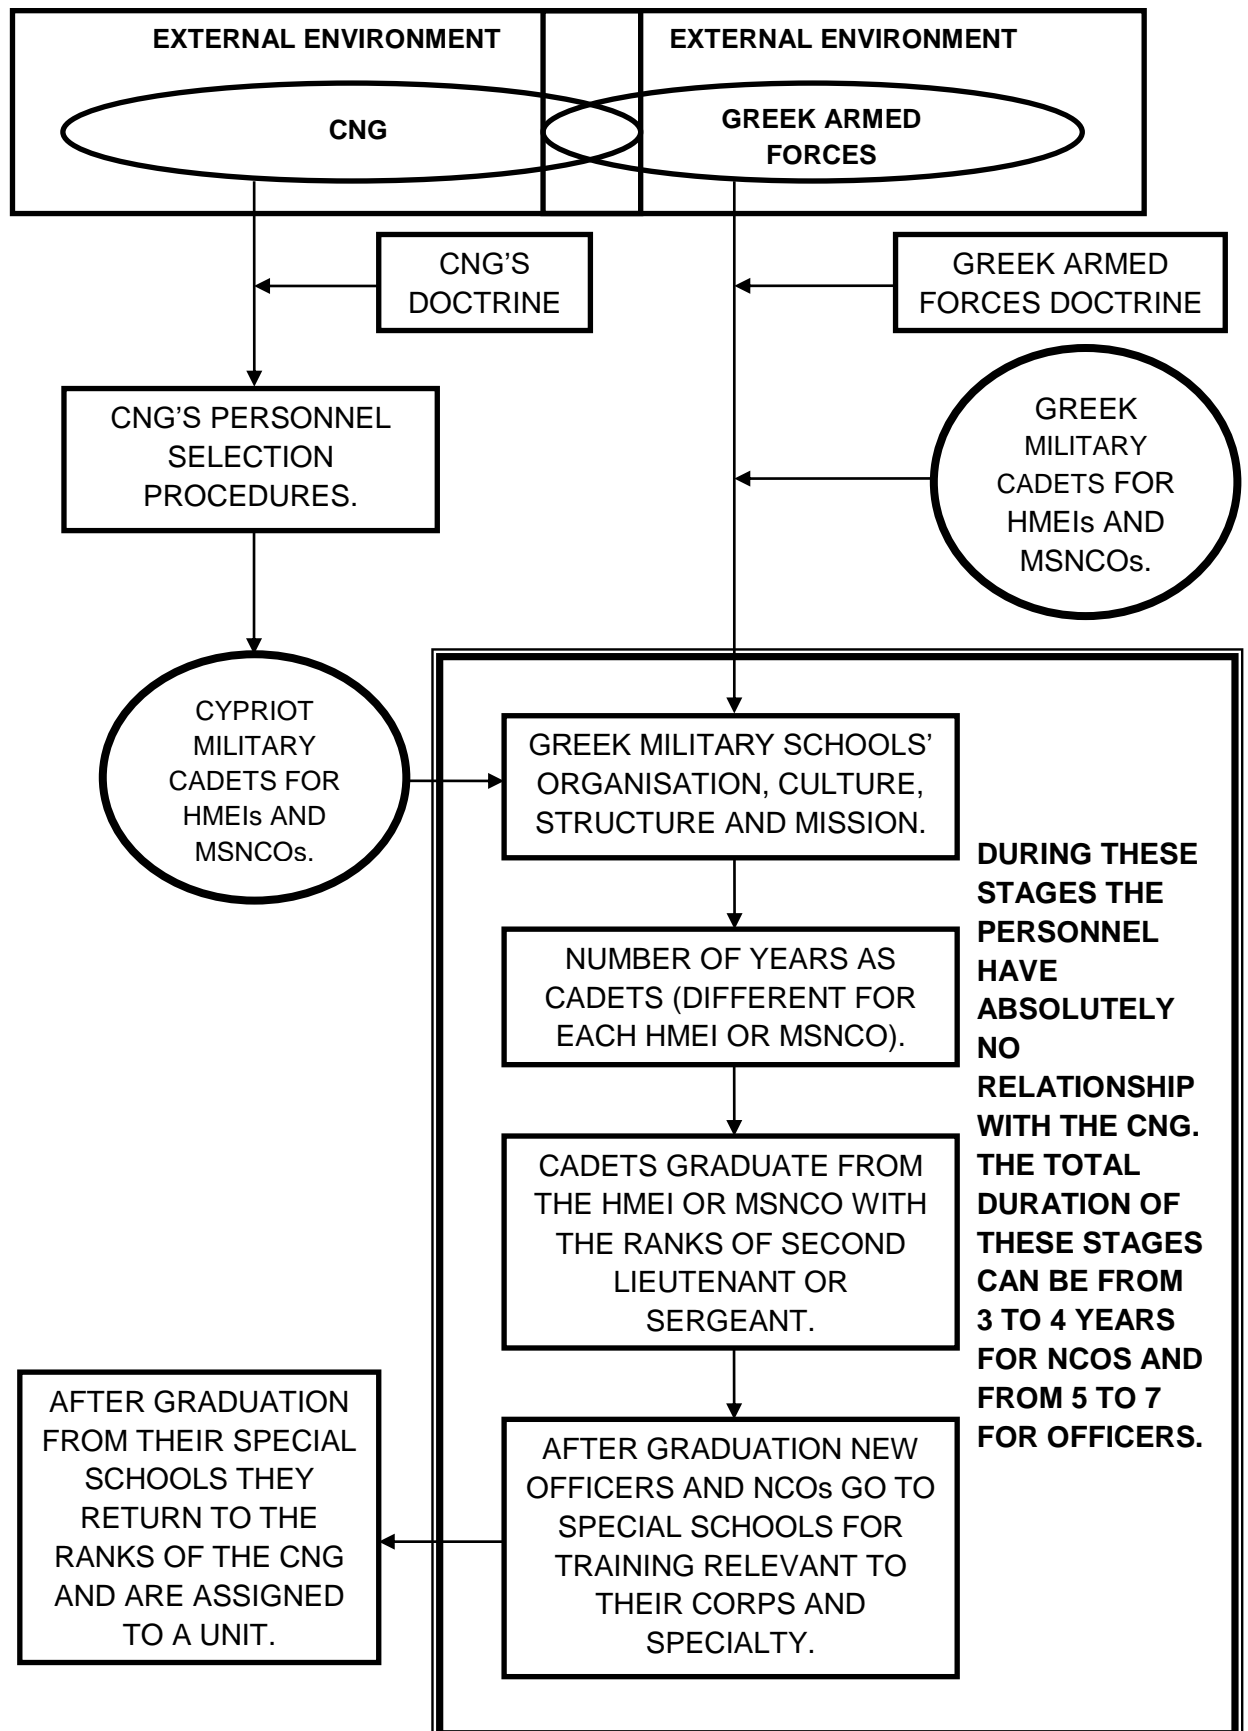 EXTERNAL ENVIRONMENT
EXTERNAL ENVIRONMENT
CNG
GREEK ARMED
FORCES
CNG'S
DOCTRINE
GREEK ARMED
FORCES DOCTRINE
CNG'S PERSONNEL
SELECTION
PROCEDURES.
GREEK
MILITARY
CADETS FOR
HMEIs AND
MSNCOs.
CYPRIOT
MILITARY
CADETS FOR
HMEIs AND
MSNCOs.
GREEK MILITARY SCHOOLS'
ORGANISATION, CULTURE,
STRUCTURE AND MISSION.
NUMBER OF YEARS AS
CADETS (DIFFERENT FOR
EACH HMEI OR MSNCO).
CADETS GRADUATE FROM
THE HMEI OR MSNCO WITH
THE RANKS OF SECOND
LIEUTENANT OR
SERGEANT.
DURING THESE
STAGES THE
PERSONNEL
HAVE
ABSOLUTELY
NO
RELATIONSHIP
WITH THE CNG.
THE TOTAL
DURATION OF
THESE STAGES
CAN BE FROM
3 TO 4 YEARS
FOR NCOS AND
FROM 5 TO 7
FOR OFFICERS.
AFTER GRADUATION NEW
OFFICERS AND NCOs GO TO
SPECIAL SCHOOLS FOR
TRAINING RELEVANT TO
THEIR CORPS AND
SPECIALTY.
AFTER GRADUATION
FROM THEIR SPECIAL
SCHOOLS THEY
RETURN TO THE
RANKS OF THE CNG
AND ARE ASSIGNED
TO A UNIT.